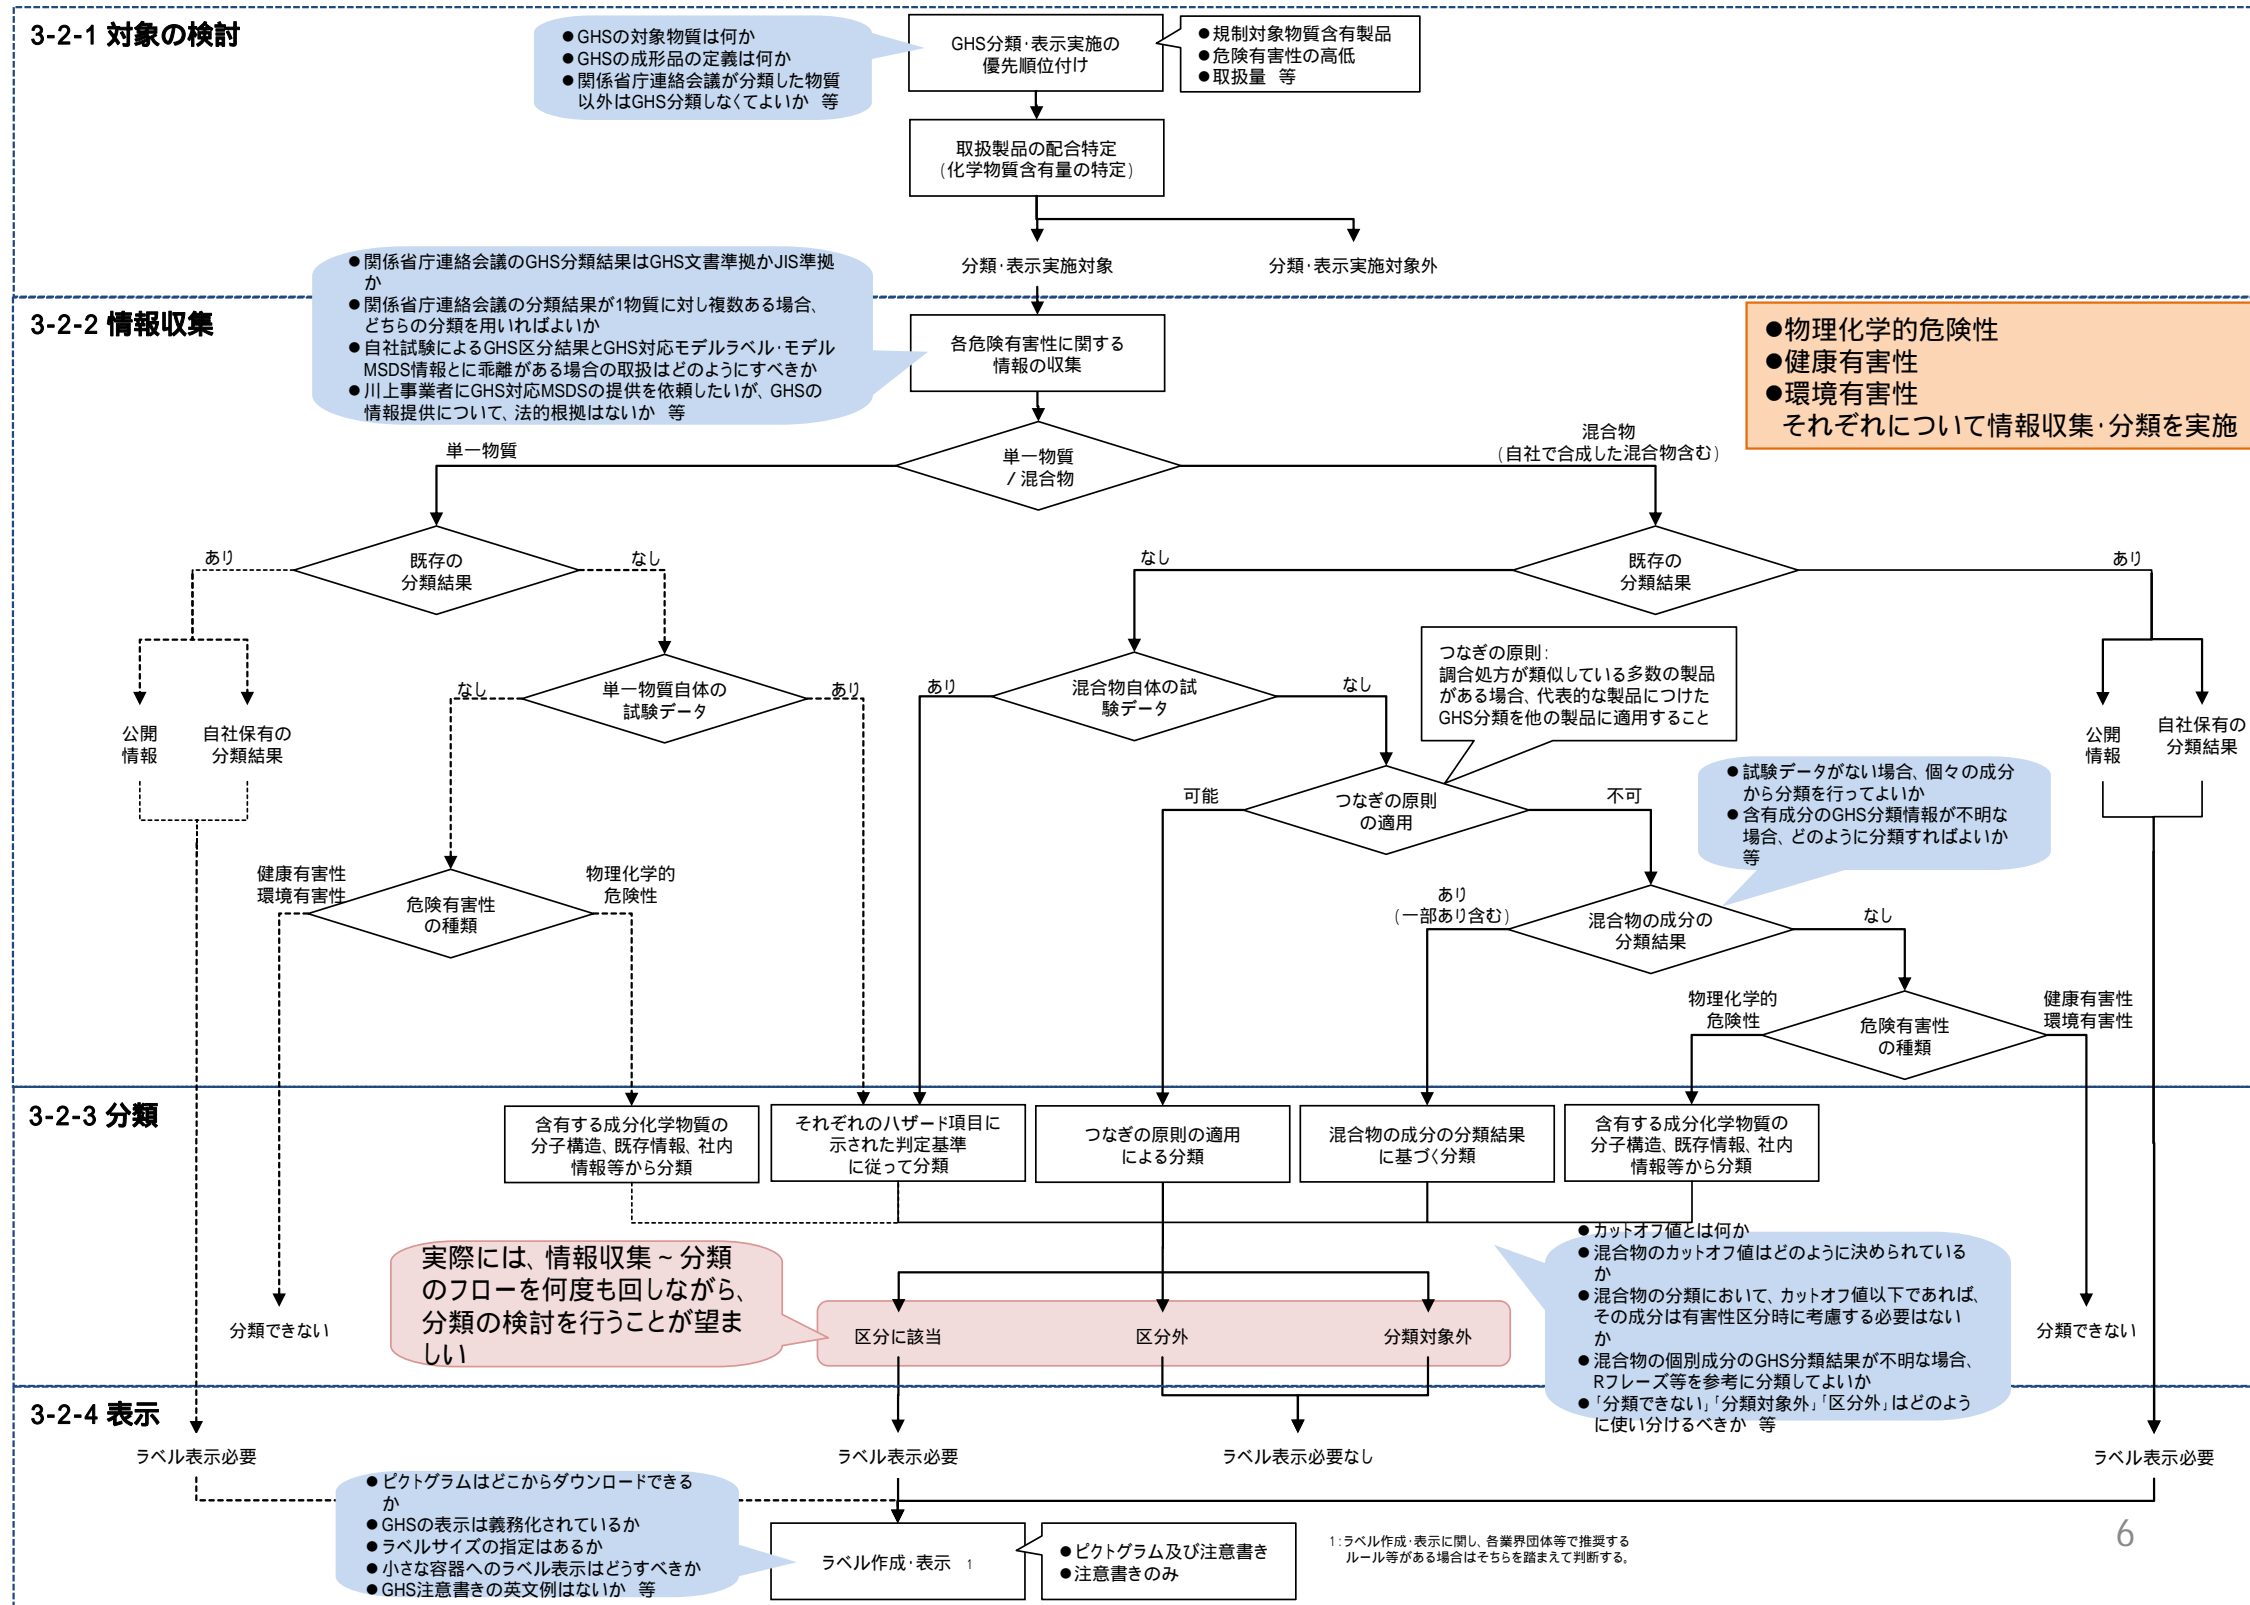 3-2-1 対象の検討
●GHSの対象物質は何か
●GHSの成形品の定義は何か
●関係省庁連絡会議が分類した物質
以外はGHS分類しなくてよいか 等
GHS分類・表示実施の
優先順位付け
●規制対象物質含有製品
●危険有害性の高低
●取扱量 等
取扱製品の配合特定
(化学物質含有量の特定)
分類・表示実施対象
分類・表示実施対象外
3-2-2 情報収集
●関係省庁連絡会議のGHS分類結果はGHS文書準拠かJIS準拠
か
●関係省庁連絡会議の分類結果が1物質に対し複数ある場合、
どちらの分類を用いればよいか
●自社試験によるGHS区分結果とGHS対応モデルラベル・モデル
MSDS情報とに乖離がある場合の取扱はどのようにすべきか
●川上事業者にGHS対応MSDSの提供を依頼したいが、GHSの
情報提供について、法的根拠はないか 等
各危険有害性に関する
情報の収集
●物理化学的危険性
●健康有害性
●環境有害性
それぞれについて情報収集・分類を実施
単一物質
単一物質
/ 混合物
混合物
(自社で合成した混合物含む)
あり
既存の
分類結果
なし
なし
既存の
分類結果
あり
公開
情報
自社保有の
分類結果
なし
単一物質自体の
試験データ
あり
あり
混合物自体の試
験データ
なし
つなぎの原則:
調合処方が類似している多数の製品
がある場合、代表的な製品につけた
GHS分類を他の製品に適用すること
公開
情報
自社保有の
分類結果
可能
つなぎの原則
の適用
不可
●試験データがない場合、個々の成分
から分類を行ってよいか
●含有成分のGHS分類情報が不明な
場合、どのように分類すればよいか
等
健康有害性
環境有害性
危険有害性
の種類
物理化学的
危険性
あり
(一部あり含む)
混合物の成分の
分類結果
なし
物理化学的
危険性
危険有害性
の種類
健康有害性
環境有害性
3-2-3 分類
含有する成分化学物質の
分子構造、既存情報、社内
情報等から分類
それぞれのハザード項目に
示された判定基準
に従って分類
つなぎの原則の適用
による分類
混合物の成分の分類結果
に基づく分類
含有する成分化学物質の
分子構造、既存情報、社内
情報等から分類
実際には、情報収集~分類
のフローを何度も回しながら、
分類の検討を行うことが望ま
しい
●カットオフ値とは何か
●混合物のカットオフ値はどのように決められている
か
●混合物の分類において、カットオフ値以下であれば、
その成分は有害性区分時に考慮する必要はない
か
●混合物の個別成分のGHS分類結果が不明な場合、
Rフレーズ等を参考に分類してよいか
●「分類できない」「分類対象外」「区分外」はどのよう
に使い分けるべきか 等
分類できない
区分に該当
区分外
分類対象外
分類できない
3-2-4 表示
ラベル表示必要
ラベル表示必要
ラベル表示必要なし
ラベル表示必要
●ピクトグラムはどこからダウンロードできる
か
●GHSの表示は義務化されているか
●ラベルサイズの指定はあるか
●小さな容器へのラベル表示はどうすべきか
●GHS注意書きの英文例はないか 等
ラベル作成・表示 1
●ピクトグラム及び注意書き
●注意書きのみ
1:ラベル作成・表示に関し、各業界団体等で推奨する
ルール等がある場合はそちらを踏まえて判断する。
6